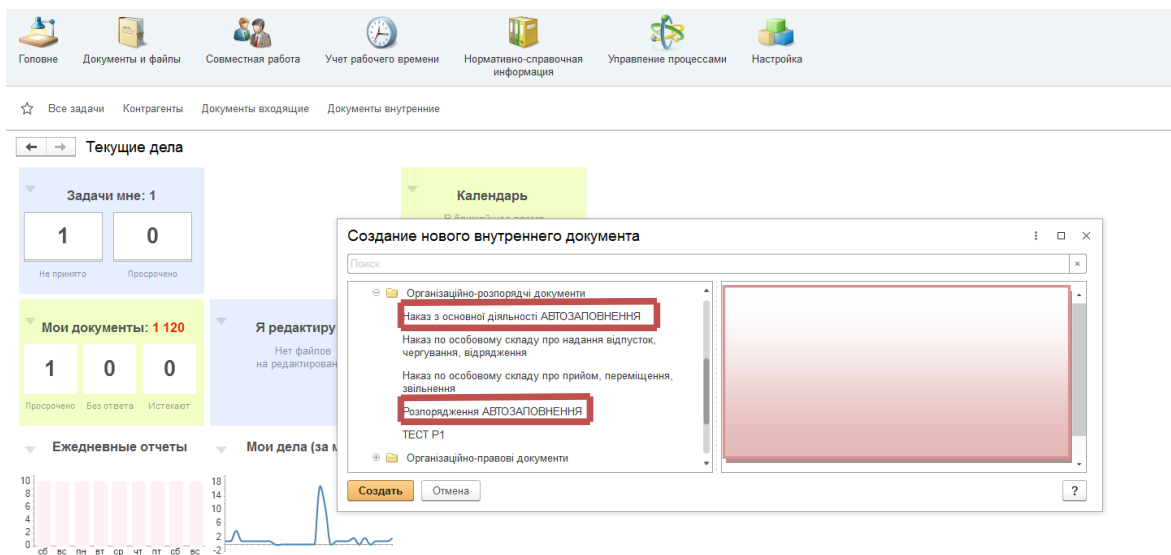 Головне
Документы и файлы
Совместная работа
Учет рабочего времени
Нормативно-справочная
информация
Управление процессами
Настройка
Все задачи
Контрагенты
Документы входящие
Документы внутренние
Текущие дела
Задачи мне: 1
1
0
Не принято
Просрочено
Календарь
Мои документы: 1 120
1
0
0
Просрочено
Без ответа
Истекают
Я редактиру
Нет файлов
на редактирован
Ежедневные отчеты
10
8
6
4
2
0
сб вс пн вт ср чт пт сб вс
Мои дела (за м
18
14
10
6
2
-2
Создание нового внутреннего документа
Поиск
×
Організаційно-розпорядчі документи
Наказ з основної діяльності АВТОЗАПОВНЕННЯ
Наказ по особовому складу про надання відпусток,
чергування, відрядження
Наказ по особовому складу про прийом, переміщення,
звільнення
Розпорядження АВТОЗАПОВНЕННЯ
ТЕСТ Р1
Організаційно-правові документи
Создать
Отмена
?